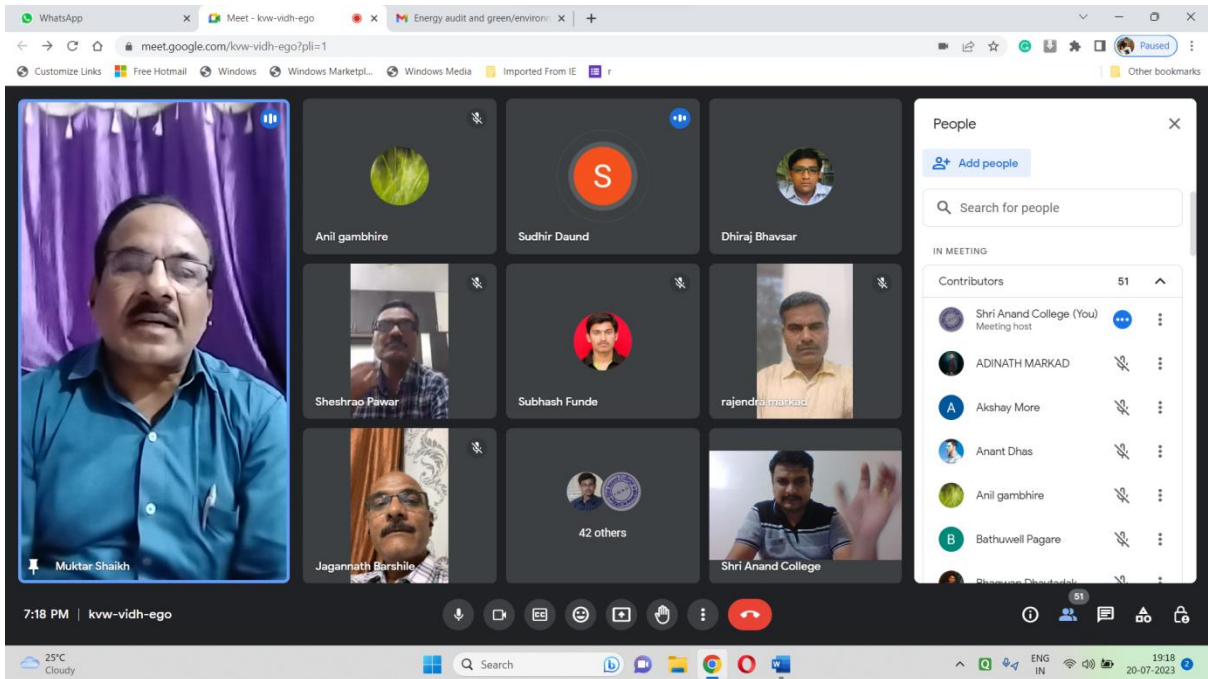 WhatsApp
Meet - kvw-vidh-ego
Energy audit and green/environm
meet.google.com/kvw-vidh-ego?pli=1
Paused
Customize Links
Free Hotmail
Windows
Windows Marketpl...
Windows Media
Imported From IE
r
Other bookmarks
Muktar Shaikh
Anil gambhire
S
Sudhir Daund
Dhiraj Bhavsar
Sheshrao Pawar
Subhash Funde
rajendra markad
Jagannath Barshile
42 others
Shri Anand College
People
Add people
Search for people
IN MEETING
Contributors 51
Shri Anand College (You)
Meeting host
ADINATH MARKAD
A
Akshay More
Anant Dhas
Anil gambhire
B
Bathuwell Pagare
7:18 PM | kvw-vidh-ego
CC
51
25°C
Cloudy
Search
ENG
IN
19:18
20-07-2023
2